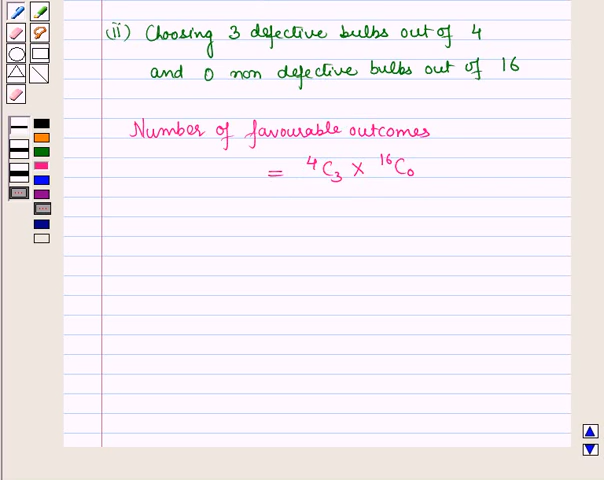 (ii) Choosing 3 defective bulbs out of 4
and 0 non defective bulbs out of 16
Number of favourable outcomes
= ⁴C₃ × ¹⁶C₀